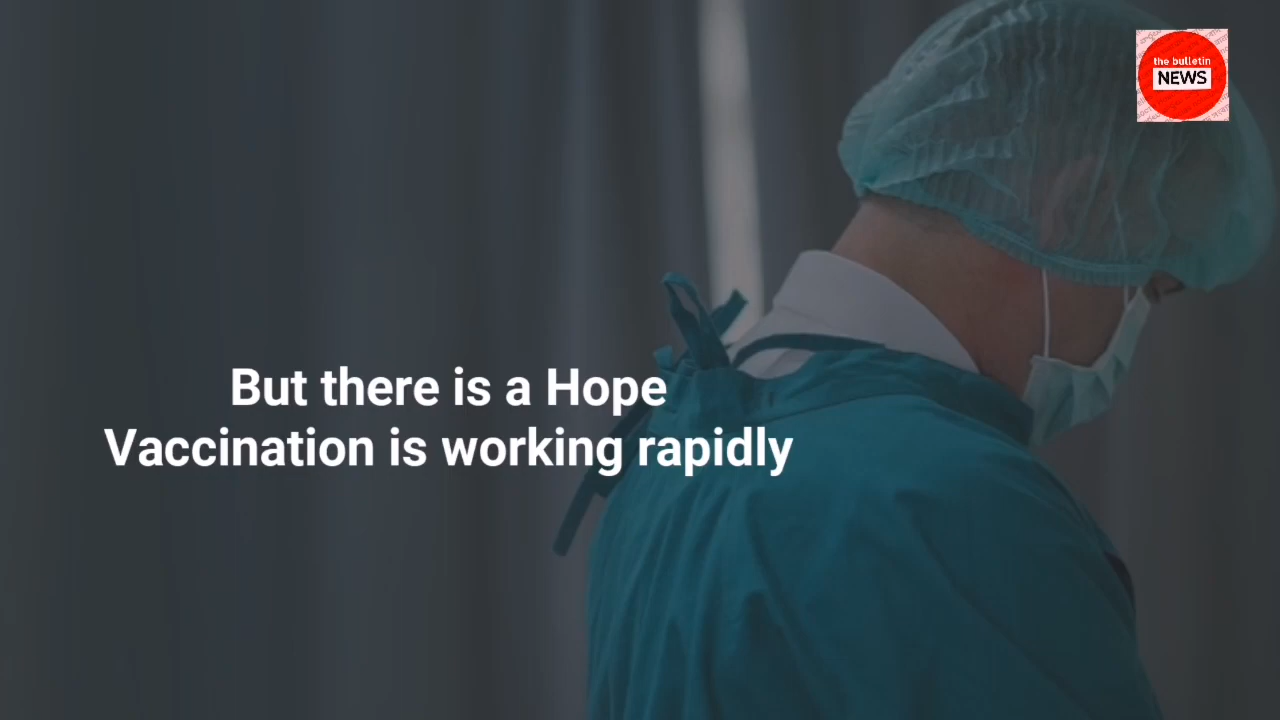 the bulletin
NEWS
But there is a Hope
Vaccination is working rapidly